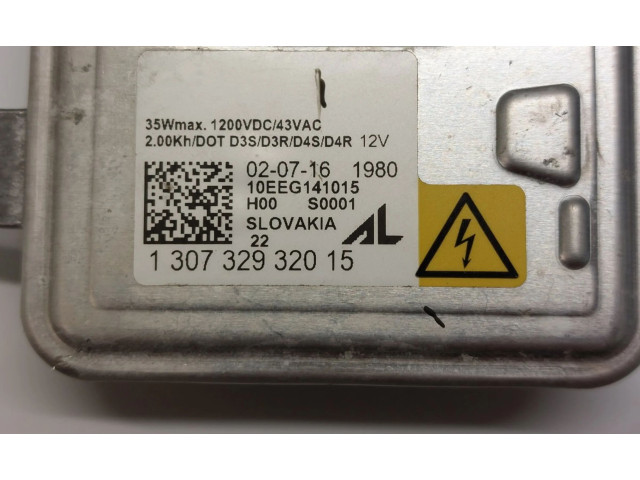 35Wmax. 1200VDC/43VAC
2.00Kh/DOT D3S/D3R/D4S/D4R 12V
02-07-16 1980
10EEG141015
H00 S0001
SLOVAKIA
22
AL
1 307 329 320 15